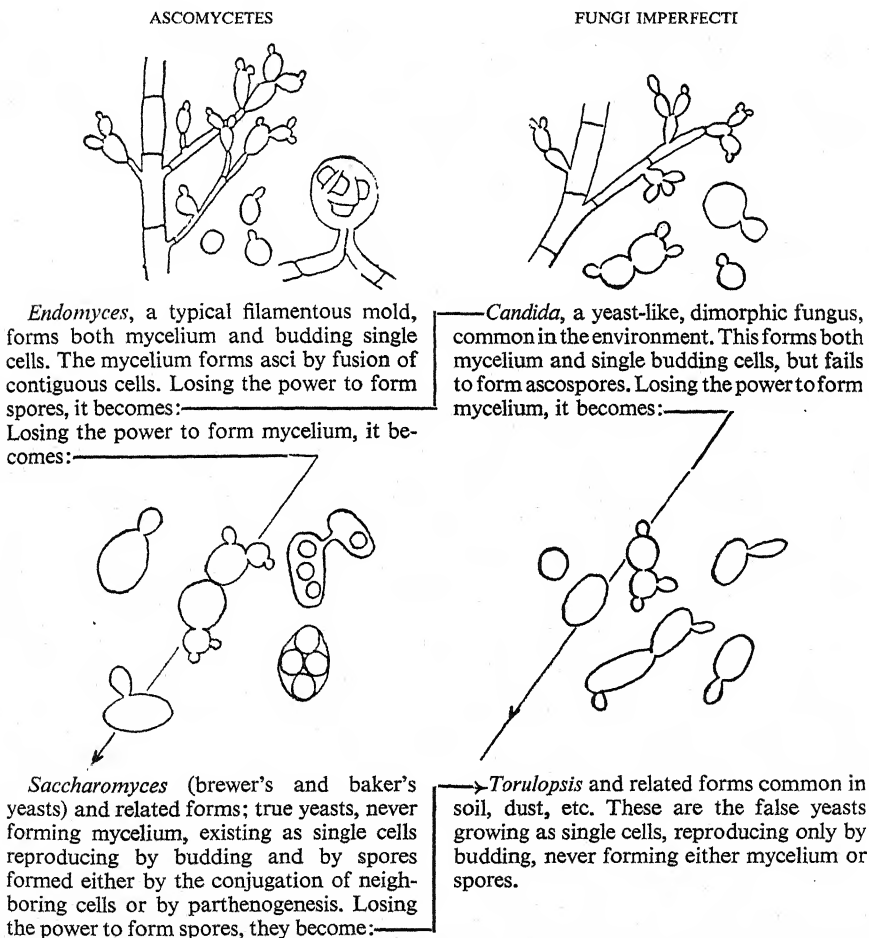 ASCOMYCETES
Endomyces, a typical filamentous mold,
forms both mycelium and budding single
cells. The mycelium forms asci by fusion of
contiguous cells. Losing the power to form
spores, it becomes:
Losing the power to form mycelium, it be-
comes:
Saccharomyces (brewer's and baker's
yeasts) and related forms; true yeasts, never
forming mycelium, existing as single cells
reproducing by budding and by spores
formed either by the conjugation of neigh-
boring cells or by parthenogenesis. Losing
the power to form spores, they become:
FUNGI IMPERFECTI
Candida, a yeast-like, dimorphic fungus,
common in the environment. This forms both
mycelium and single budding cells, but fails
to form ascospores. Losing the power to form
mycelium, it becomes:
Torulopsis and related forms common in
soil, dust, etc. These are the false yeasts
growing as single cells, reproducing only by
budding, never forming either mycelium or
spores.